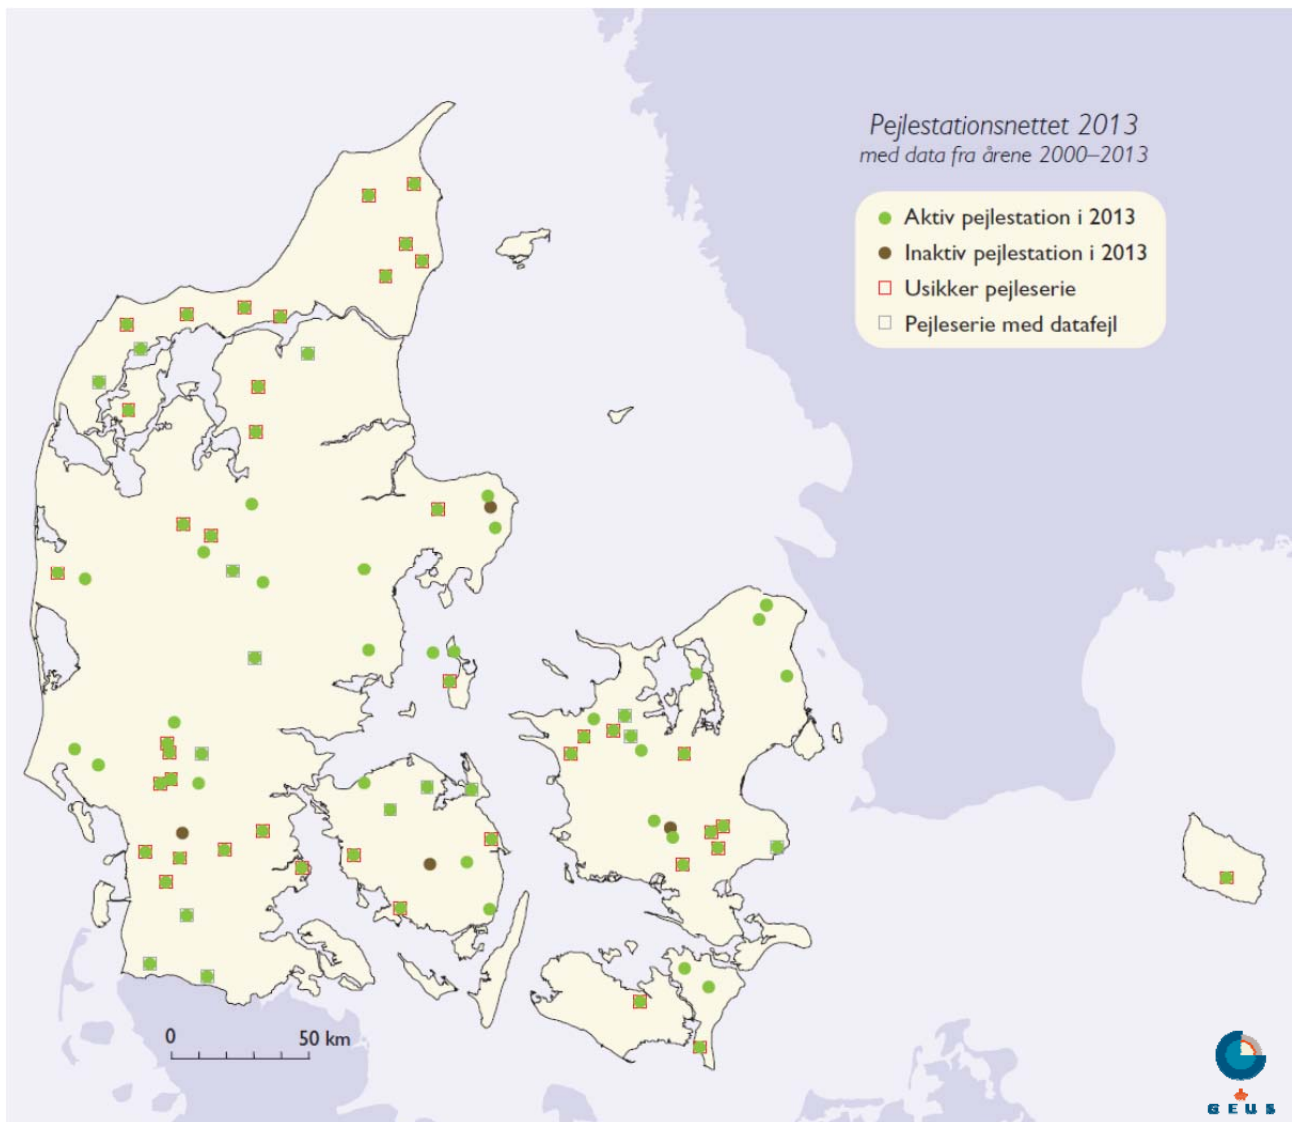 Pejlestationsnettet 2013
med data fra årene 2000–2013
Aktiv pejlestation i 2013
Inaktiv pejlestation i 2013
Usikker pejleserie
Pejleserie med datafejl
0 50 km
G E U S